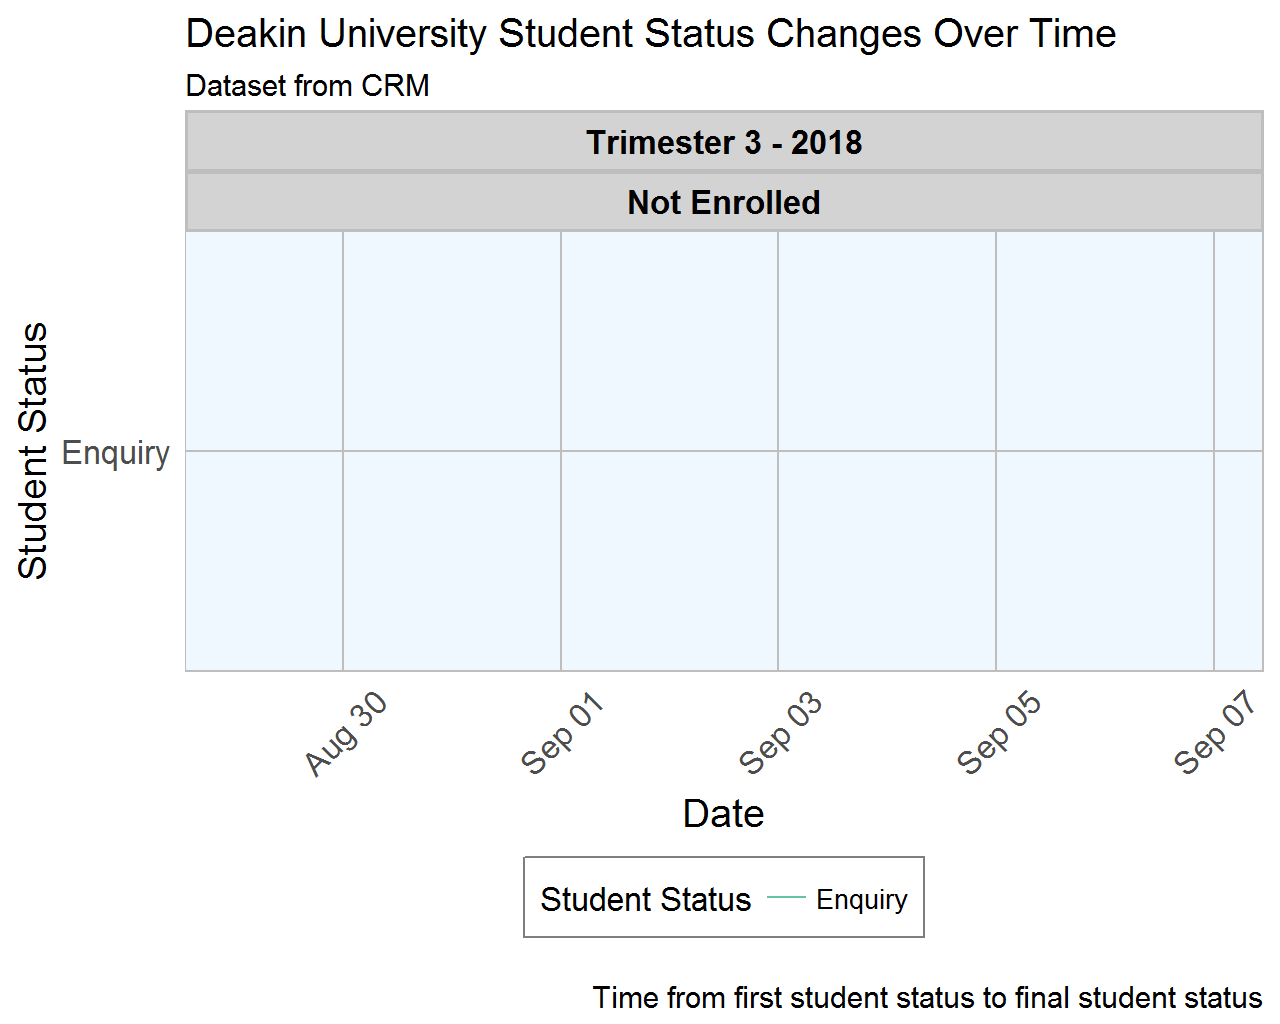 Deakin University Student Status Changes Over Time
Dataset from CRM
Trimester 3 - 2018
Not Enrolled
Student Status
Enquiry
Aug 30
Sep 01
Sep 03
Sep 05
Sep 07
Date
Student Status Enquiry
Time from first student status to final student status